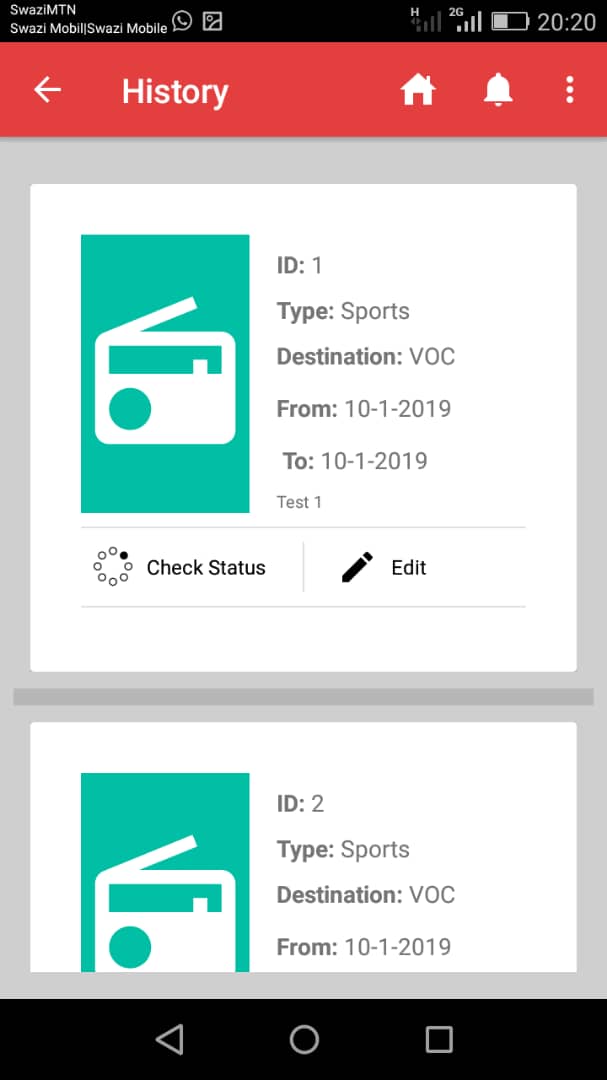 SwaziMTN
Swazi Mobil|Swazi Mobile
H 2G 20:20
History
ID: 1
Type: Sports
Destination: VOC
From: 10-1-2019
To: 10-1-2019
Test 1
Check Status Edit
ID: 2
Type: Sports
Destination: VOC
From: 10-1-2019